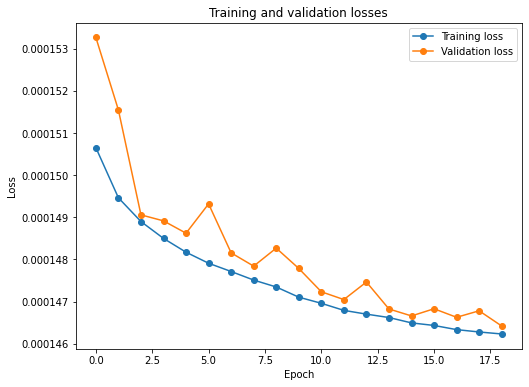 Training and validation losses
Training loss
Validation loss
0.000153
0.000152
0.000151
0.000150
0.000149
0.000148
0.000147
0.000146
Loss
0.0 2.5 5.0 7.5 10.0 12.5 15.0 17.5
Epoch